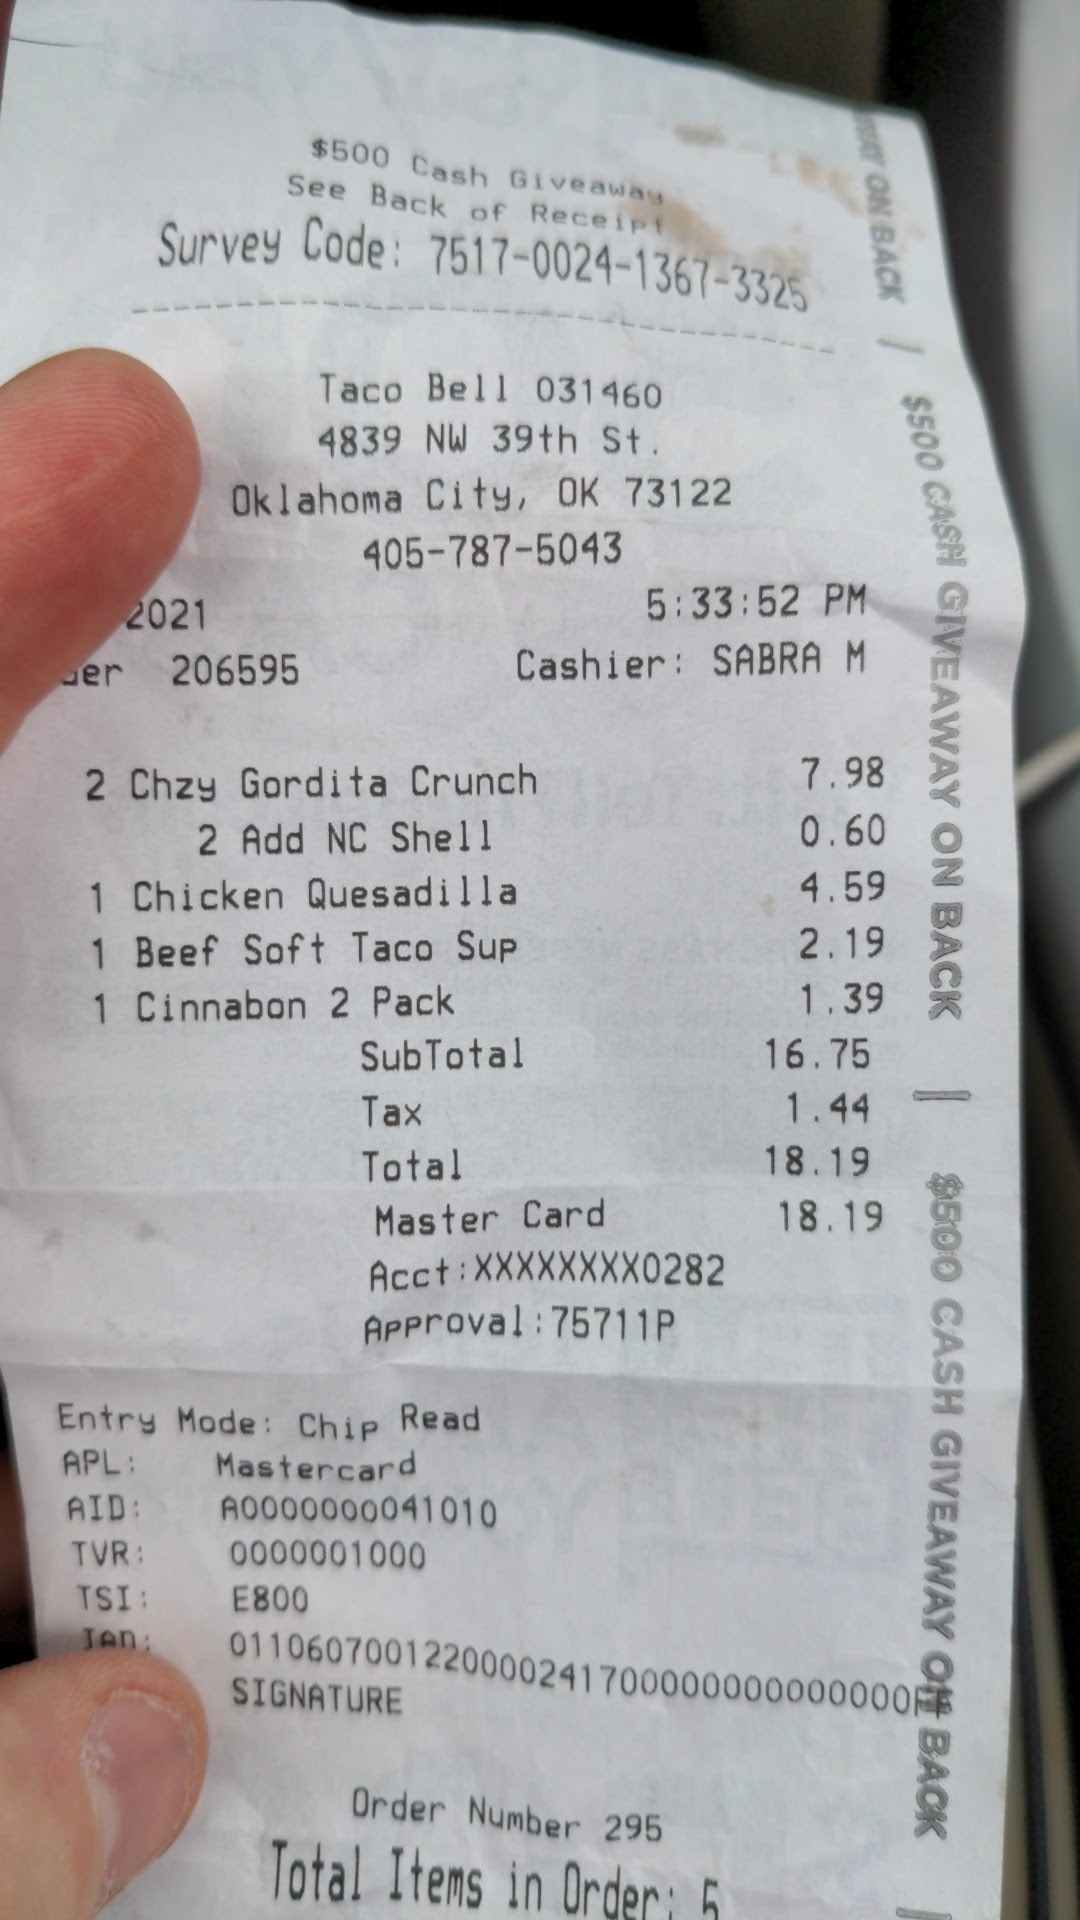 $500 Cash Giveaway
See Back of Receipt
Survey Code: 7517-0024-1367-3325
Taco Bell 031460
4839 NW 39th St.
Oklahoma City, OK 73122
405-787-5043
2021 5:33:52 PM
206595 Cashier: SABRA M
2 Chzy Gordita Crunch 7.98
2 Add NC Shell 0.60
1 Chicken Quesadilla 4.59
1 Beef Soft Taco Sup 2.19
1 Cinnabon 2 Pack 1.39
SubTotal 16.75
Tax 1.44
Total 18.19
Master Card 18.19
Acct:XXXXXXXX0282
Approval:75711P
Entry Mode: Chip Read
APL: Mastercard
AID: A0000000041010
TVR: 0000001000
TSI: E800
IAD:
SIGNATURE
Order Number 295
Total Items in Order: 5
ON BACK
$500 CASH GIVEAWAY ON BACK
$500 CASH GIVEAWAY ON BACK